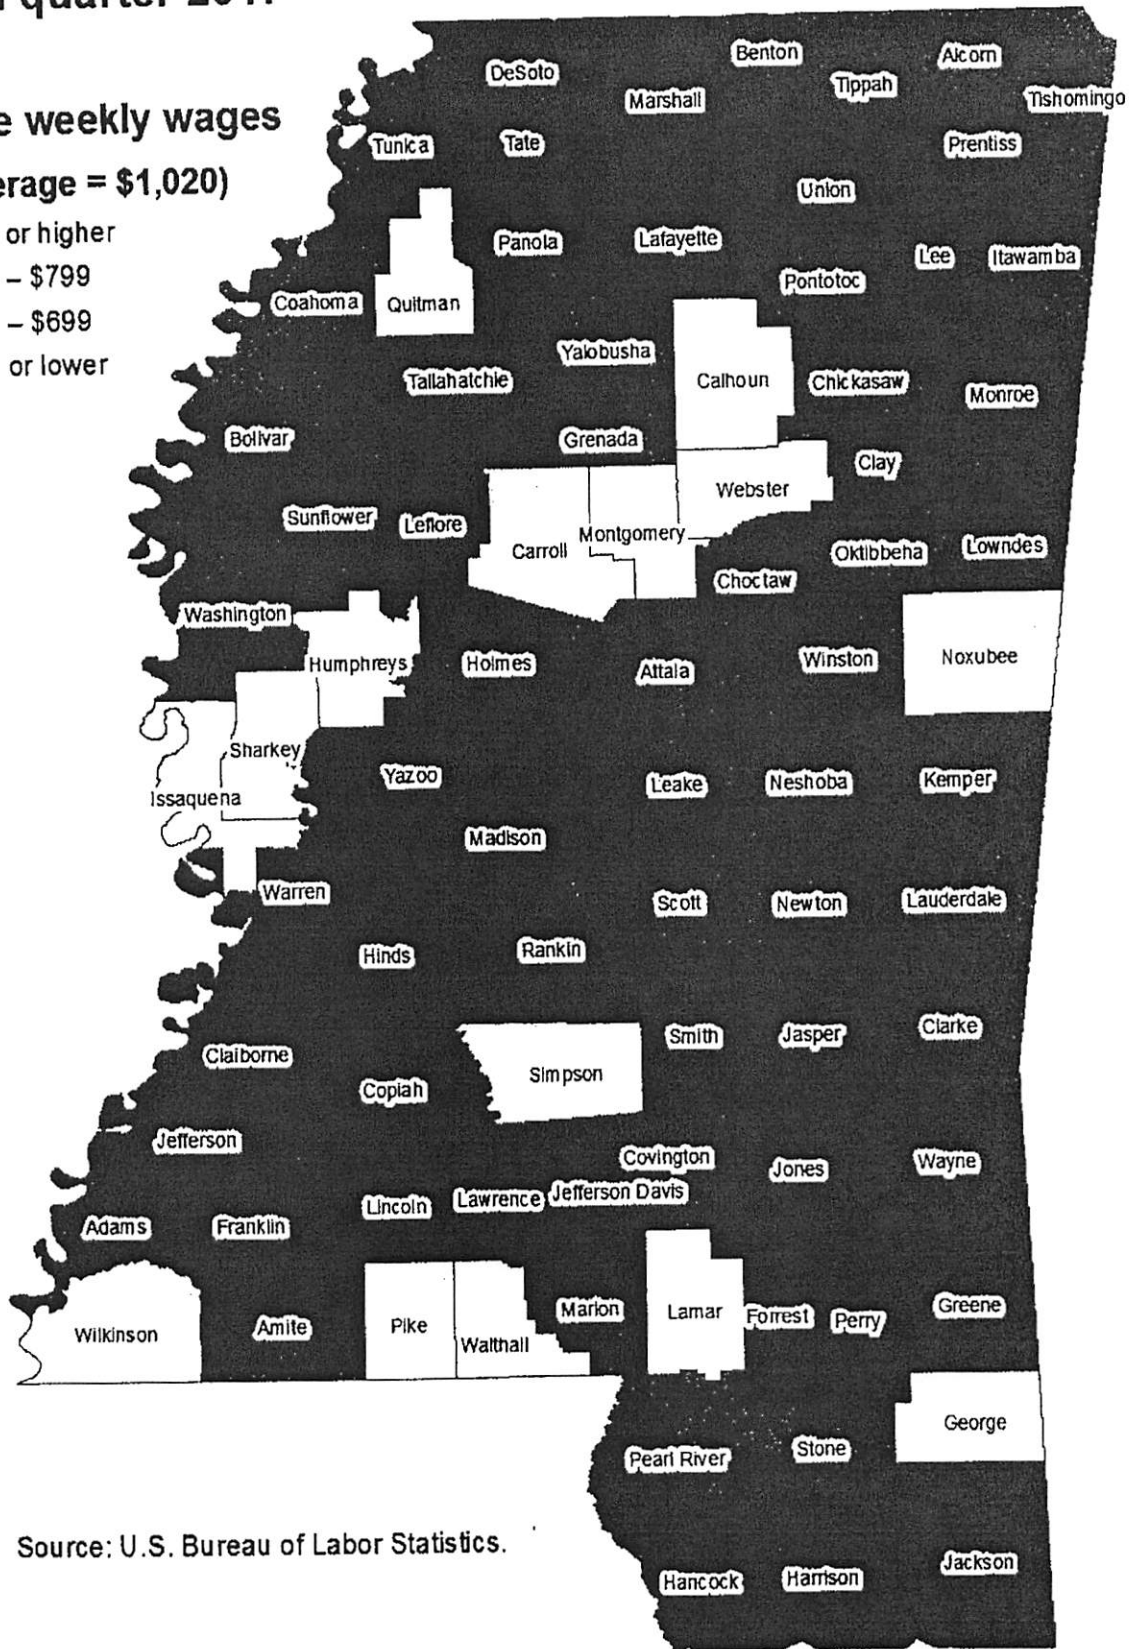 quarter 201
weekly wages
= $1,020)
or higher
– $799
– $699
or lower
Benton
Alcorn
DeSoto
Tippah
Marshall
Tishomingo
Tunica
Tate
Prentiss
Union
Panola
Lafayette
Lee
Itawamba
Pontotoc
Coahoma
Quitman
Yalobusha
Tallahatchie
Calhoun
Chickasaw
Monroe
Bolivar
Grenada
Clay
Webster
Sunflower
Leflore
Montgomery
Carroll
Oktibbeha
Lowndes
Choctaw
Washington
Humphreys
Holmes
Attala
Winston
Noxubee
Sharkey
Yazoo
Leake
Neshoba
Kemper
Issaquena
Madison
Warren
Scott
Newton
Lauderdale
Hinds
Rankin
Smith
Jasper
Clarke
Claiborne
Simpson
Copiah
Jefferson
Covington
Jones
Wayne
Lincoln
Lawrence
Jefferson Davis
Adams
Franklin
Wilkinson
Amite
Pike
Walthall
Marion
Lamar
Forrest
Perry
Greene
George
Pearl River
Stone
Source: U.S. Bureau of Labor Statistics.
Hancock
Harrison
Jackson